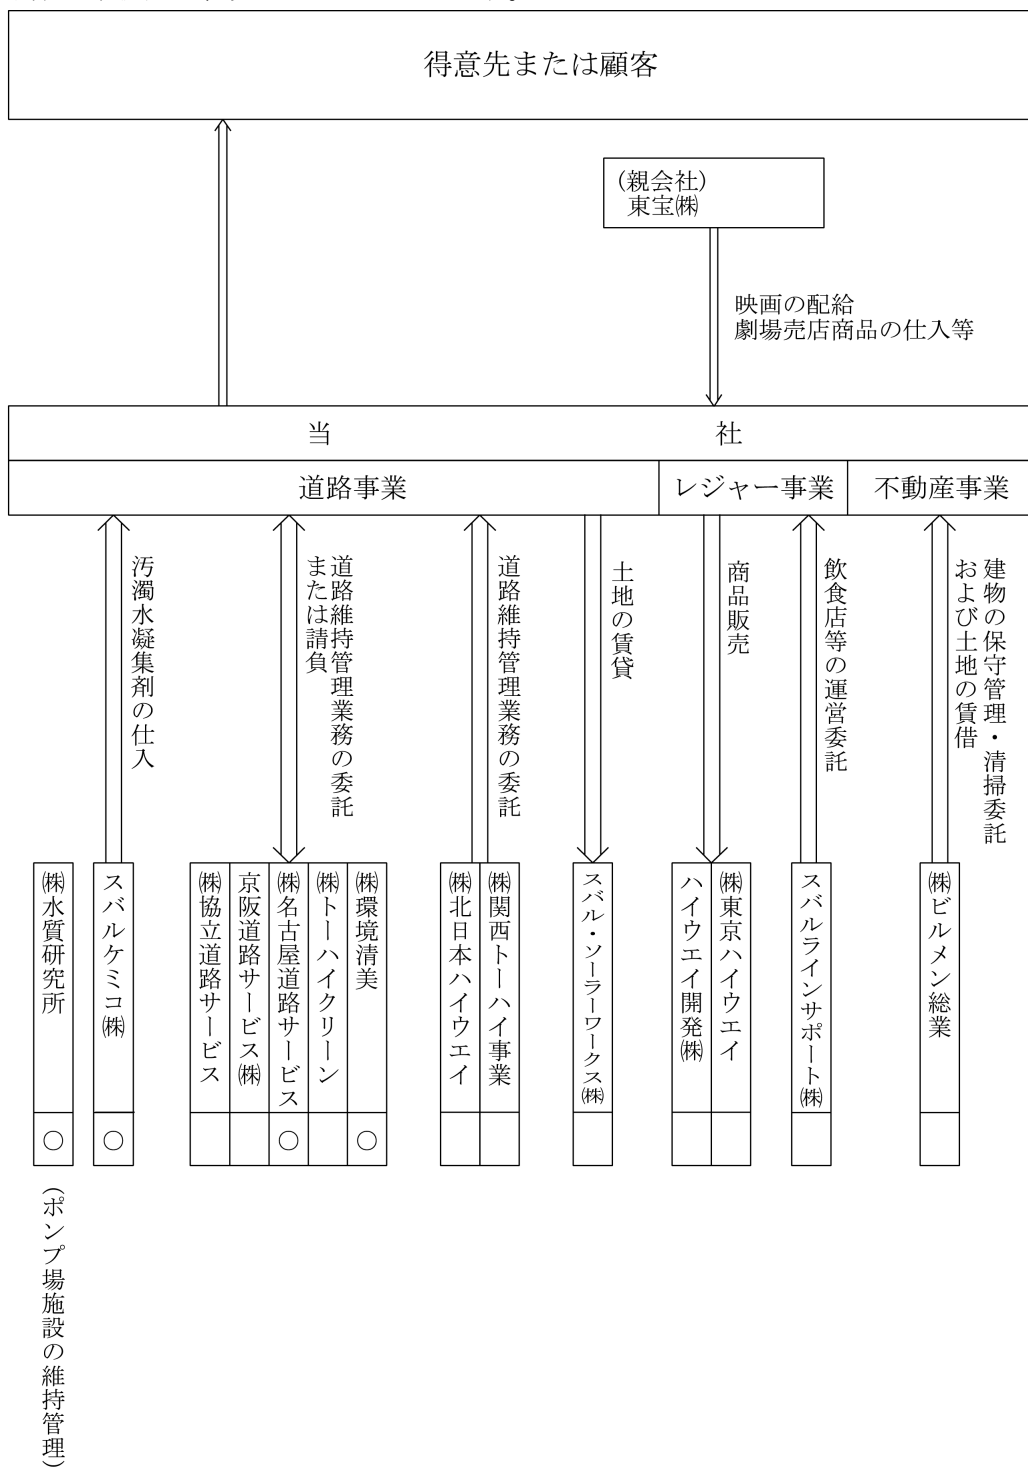 得意先または顧客
(親会社)
東宝㈱
映画の配給
劇場売店商品の仕入等
当 社
道路事業
レジャー事業
不動産事業
汚濁水凝集剤の仕入
道路維持管理業務の委託
または請負
道路維持管理業務の委託
土地の賃貸
商品販売
飲食店等の運営委託
建物の保守管理・清掃委託
および土地の賃借
㈱水質研究所
○
(ポンプ場施設の維持管理)
スバルケミコ㈱
○
㈱協立道路サービス
京阪道路サービス㈱
㈱名古屋道路サービス
○
㈱トーハイクリーン
㈱環境清美
○
㈱北日本ハイウエイ
㈱関西トーハイ事業
スバル・ソーラーワークス㈱
ハイウエイ開発㈱
㈱東京ハイウエイ
スバルラインサポート㈱
㈱ビルメン総業